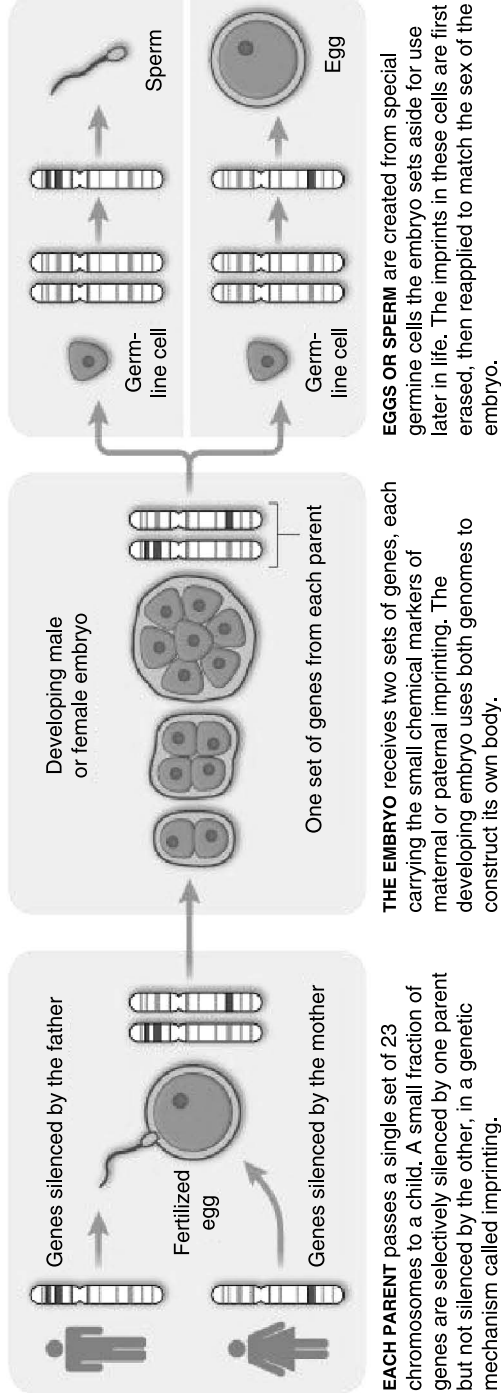 Genes silenced by the father
Fertilized
egg
Genes silenced by the mother
EACH PARENT passes a single set of 23
chromosomes to a child. A small fraction of
genes are selectively silenced by one parent
but not silenced by the other, in a genetic
mechanism called imprinting.
Developing male
or female embryo
One set of genes from each parent
THE EMBRYO receives two sets of genes, each
carrying the small chemical markers of
maternal or paternal imprinting. The
developing embryo uses both genomes to
construct its own body.
Germ-
line cell
Sperm
Germ-
line cell
Egg
EGGS OR SPERM are created from special
germine cells the embryo sets aside for use
later in life. The imprints in these cells are first
erased, then reapplied to match the sex of the
embryo.